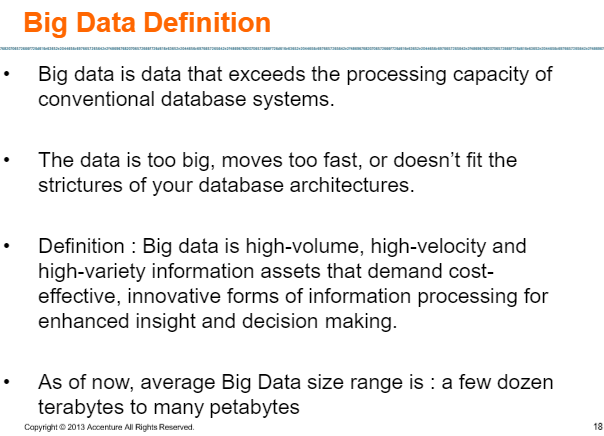 Big Data Definition
• Big data is data that exceeds the processing capacity of
conventional database systems.
• The data is too big, moves too fast, or doesn’t fit the
strictures of your database architectures.
• Definition : Big data is high-volume, high-velocity and
high-variety information assets that demand cost-
effective, innovative forms of information processing for
enhanced insight and decision making.
• As of now, average Big Data size range is : a few dozen
terabytes to many petabytes
Copyright © 2013 Accenture All Rights Reserved.
18